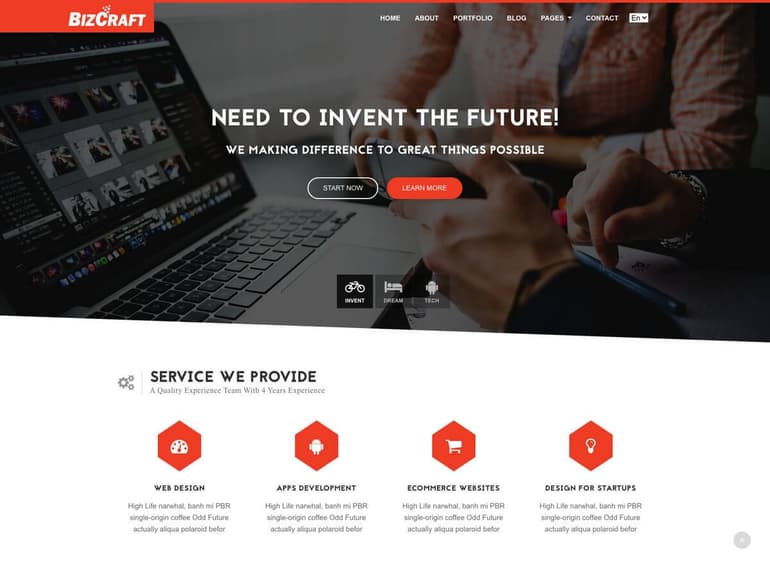 BIZCRAFT
HOME ABOUT PORTFOLIO BLOG PAGES CONTACT En
NEED TO INVENT THE FUTURE!
WE MAKING DIFFERENCE TO GREAT THINGS POSSIBLE
START NOW LEARN MORE
INVENT DREAM TECH
SERVICE WE PROVIDE
A Quality Experience Team With 4 Years Experience
WEB DESIGN
High Life narwhal, banh mi PBR
single-origin coffee Odd Future
actually aliqua polaroid befor
APPS DEVELOPMENT
High Life narwhal, banh mi PBR
single-origin coffee Odd Future
actually aliqua polaroid befor
ECOMMERCE WEBSITES
High Life narwhal, banh mi PBR
single-origin coffee Odd Future
actually aliqua polaroid befor
DESIGN FOR STARTUPS
High Life narwhal, banh mi PBR
single-origin coffee Odd Future
actually aliqua polaroid befor